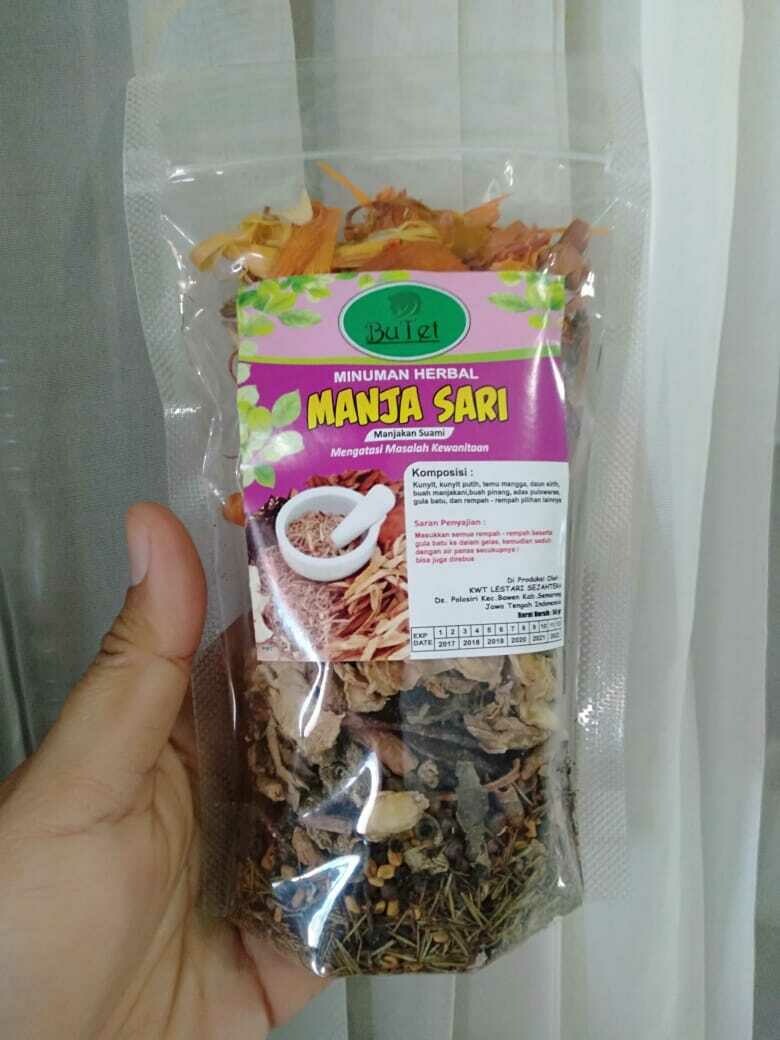 BuTet
MINUMAN HERBAL
MANJA SARI
Manjakan Suami
Mengatasi Masalah Kewanitaan
Komposisi :
Kunyit, kunyit putih, temu mangga, daun sirih,
buah manjakani,buah pinang, adas pulowaras,
gula batu, dan rempah - rempah pilihan lainnya
Saran Penyajian :
Masukkan semua rempah - rempah beserta
gula batu ke dalam gelas, kemudian seduh
dengan air panas secukupnya :
bisa juga direbus
Di Produksi Oleh :
KWT LESTARI SEJAHTERA
Ds. Polosiri Kec.Bawen Kab.Semarang
Jawa Tengah Indonesia
Berat Bersih :
EXP DATE
1 2 3 4 5 6 7 8 9 10 11 12
2017 2018 2019 2020 2021